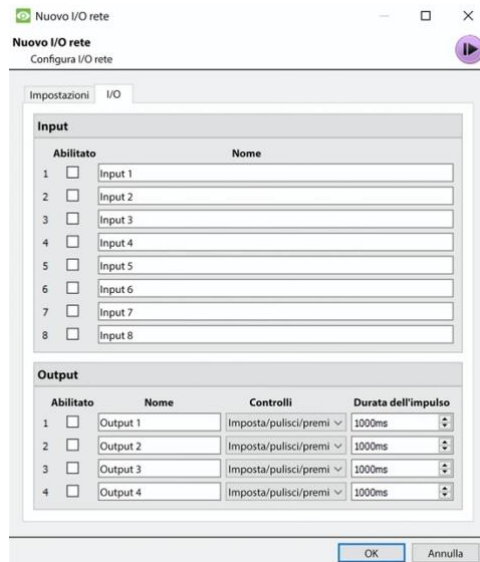 Nuovo I/O rete
Nuovo I/O rete
Configura I/O rete
Impostazioni I/O
Input
Abilitato Nome
1 Input 1
2 Input 2
3 Input 3
4 Input 4
5 Input 5
6 Input 6
7 Input 7
8 Input 8
Output
Abilitato Nome Controlli Durata dell'impulso
1 Output 1 Imposta/pulisci/premi 1000ms
2 Output 2 Imposta/pulisci/premi 1000ms
3 Output 3 Imposta/pulisci/premi 1000ms
4 Output 4 Imposta/pulisci/premi 1000ms
OK Annulla